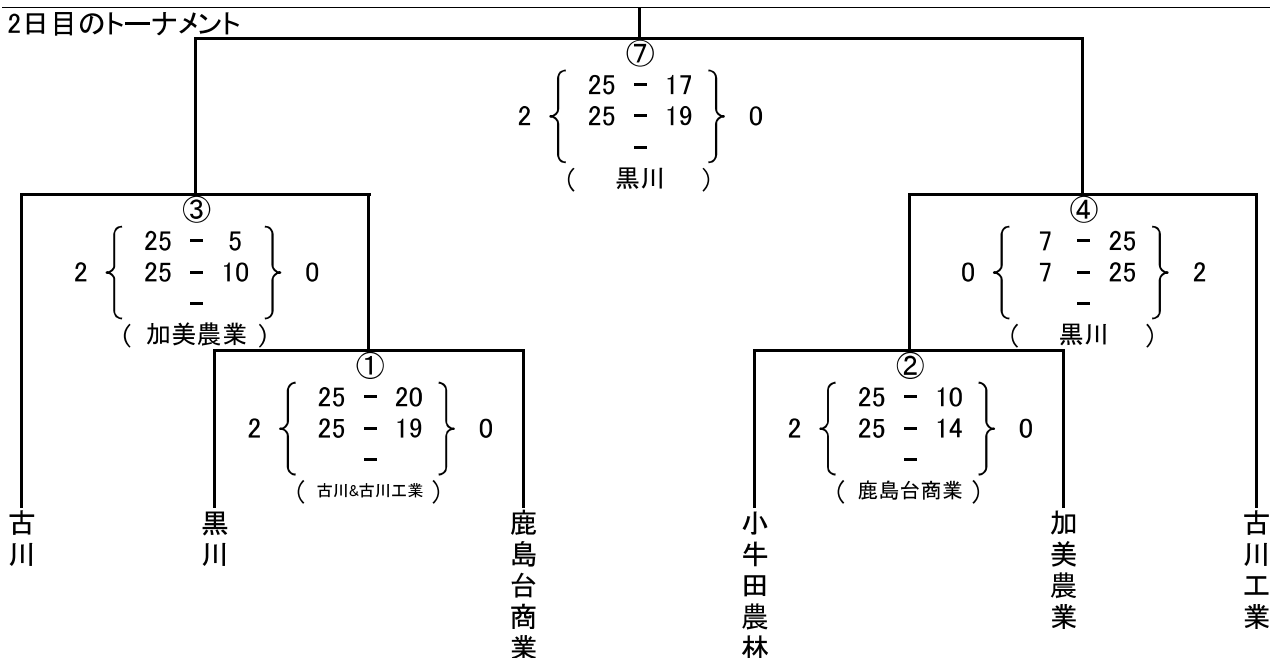 2日目のトーナメント
⑦
25 - 17
2 { 25 - 19 } 0
-
( 黒川 )
③
25 - 5
2 { 25 - 10 } 0
-
( 加美農業 )
④
7 - 25
0 { 7 - 25 } 2
-
( 黒川 )
①
25 - 20
2 { 25 - 19 } 0
-
( 古川&古川工業 )
②
25 - 10
2 { 25 - 14 } 0
-
( 鹿島台商業 )
古川
黒川
鹿島台商業
小牛田農林
加美農業
古川工業